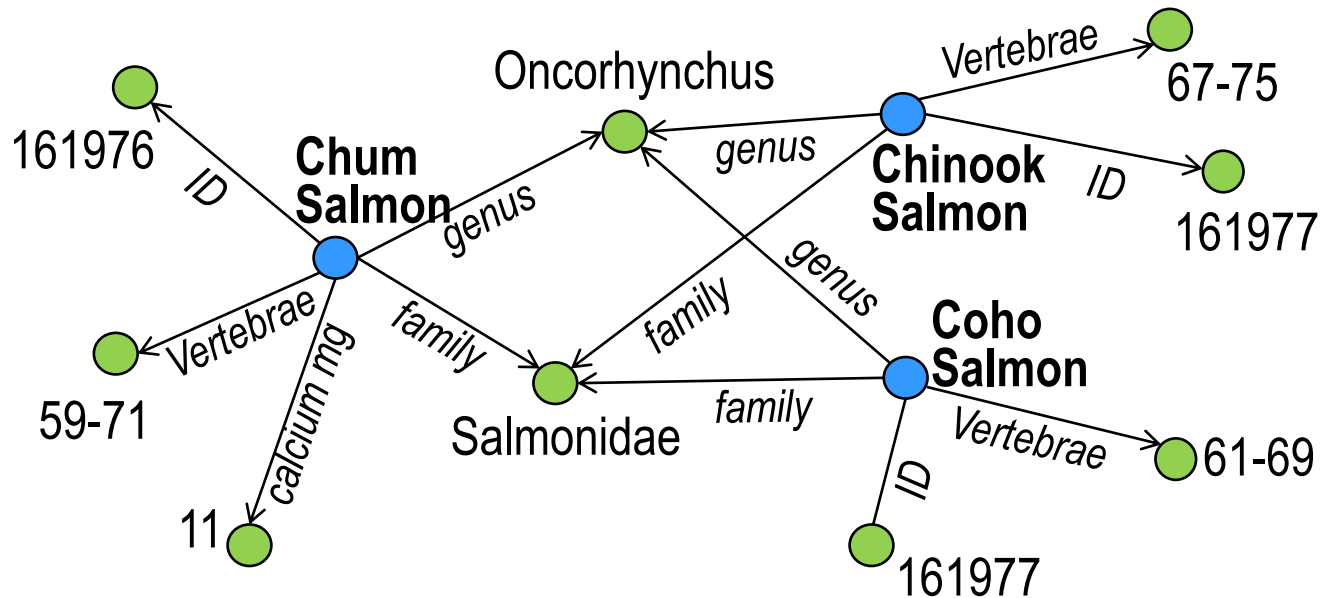 Oncorhynchus
Vertebrae
67-75
161976
ID
Chum
Salmon
genus
genus
Chinook
Salmon
ID
161977
Vertebrae
59-71
calcium mg
11
family
family
genus
Salmonidae
family
Coho
Salmon
Vertebrae
61-69
ID
161977